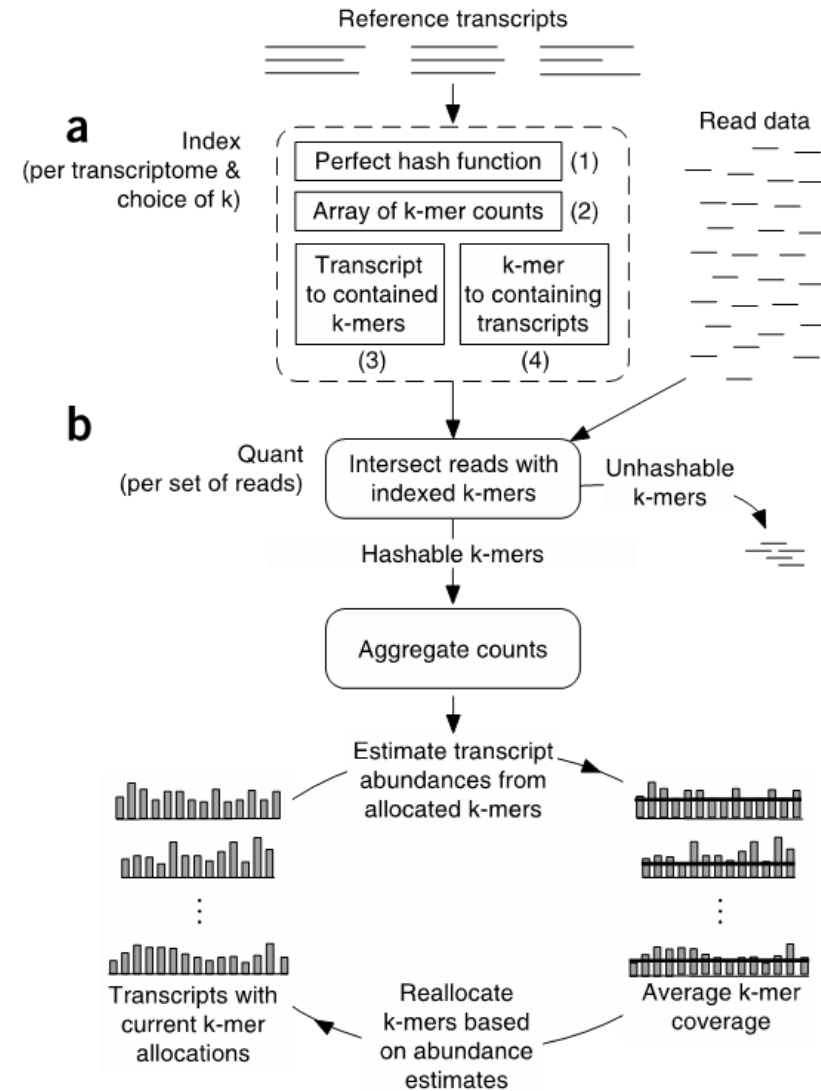 Reference transcripts
a
Index
(per transcriptome &
choice of k)
Perfect hash function (1)
Array of k-mer counts (2)
Transcript
to contained
k-mers
(3)
k-mer
to containing
transcripts
(4)
Read data
b
Quant
(per set of reads)
Intersect reads with
indexed k-mers
Unhashable
k-mers
Hashable k-mers
Aggregate counts
Estimate transcript
abundances from
allocated k-mers
Transcripts with
current k-mer
allocations
Reallocate
k-mers based
on abundance
estimates
Average k-mer
coverage